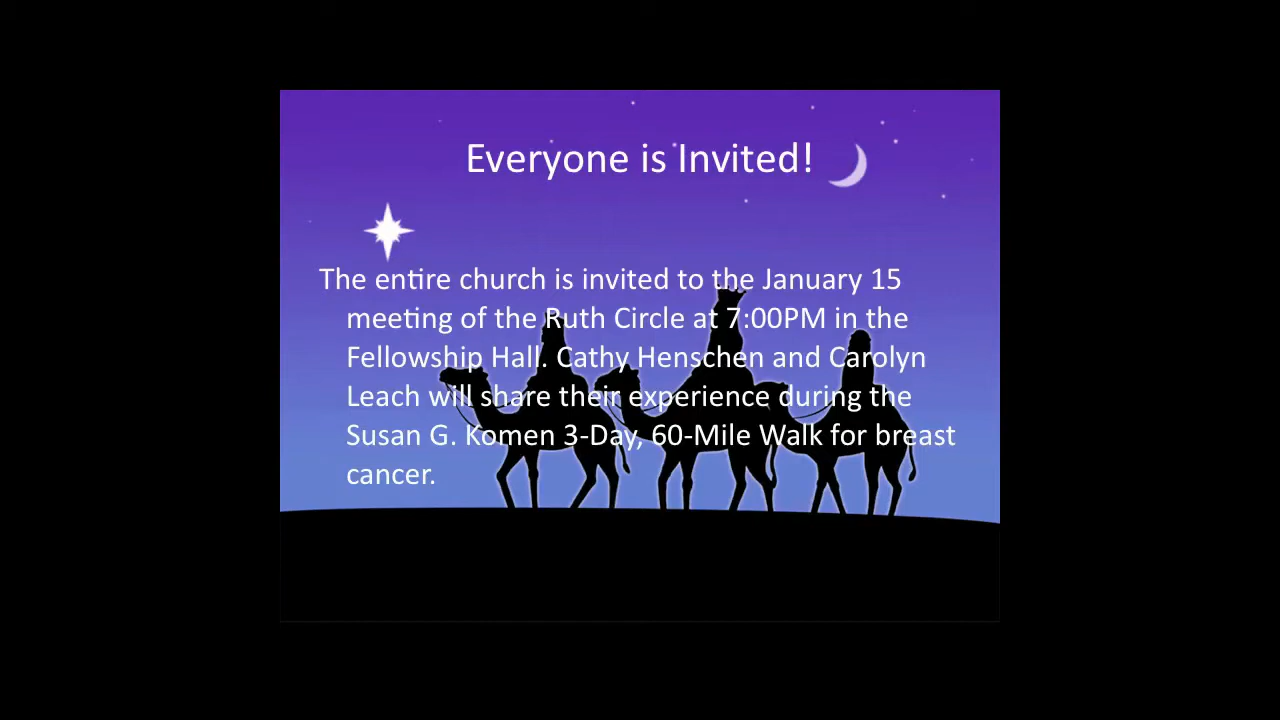 Everyone is Invited!
The entire church is invited to the January 15
meeting of the Ruth Circle at 7:00PM in the
Fellowship Hall. Cathy Henschen and Carolyn
Leach will share their experience during the
Susan G. Komen 3-Day, 60-Mile Walk for breast
cancer.